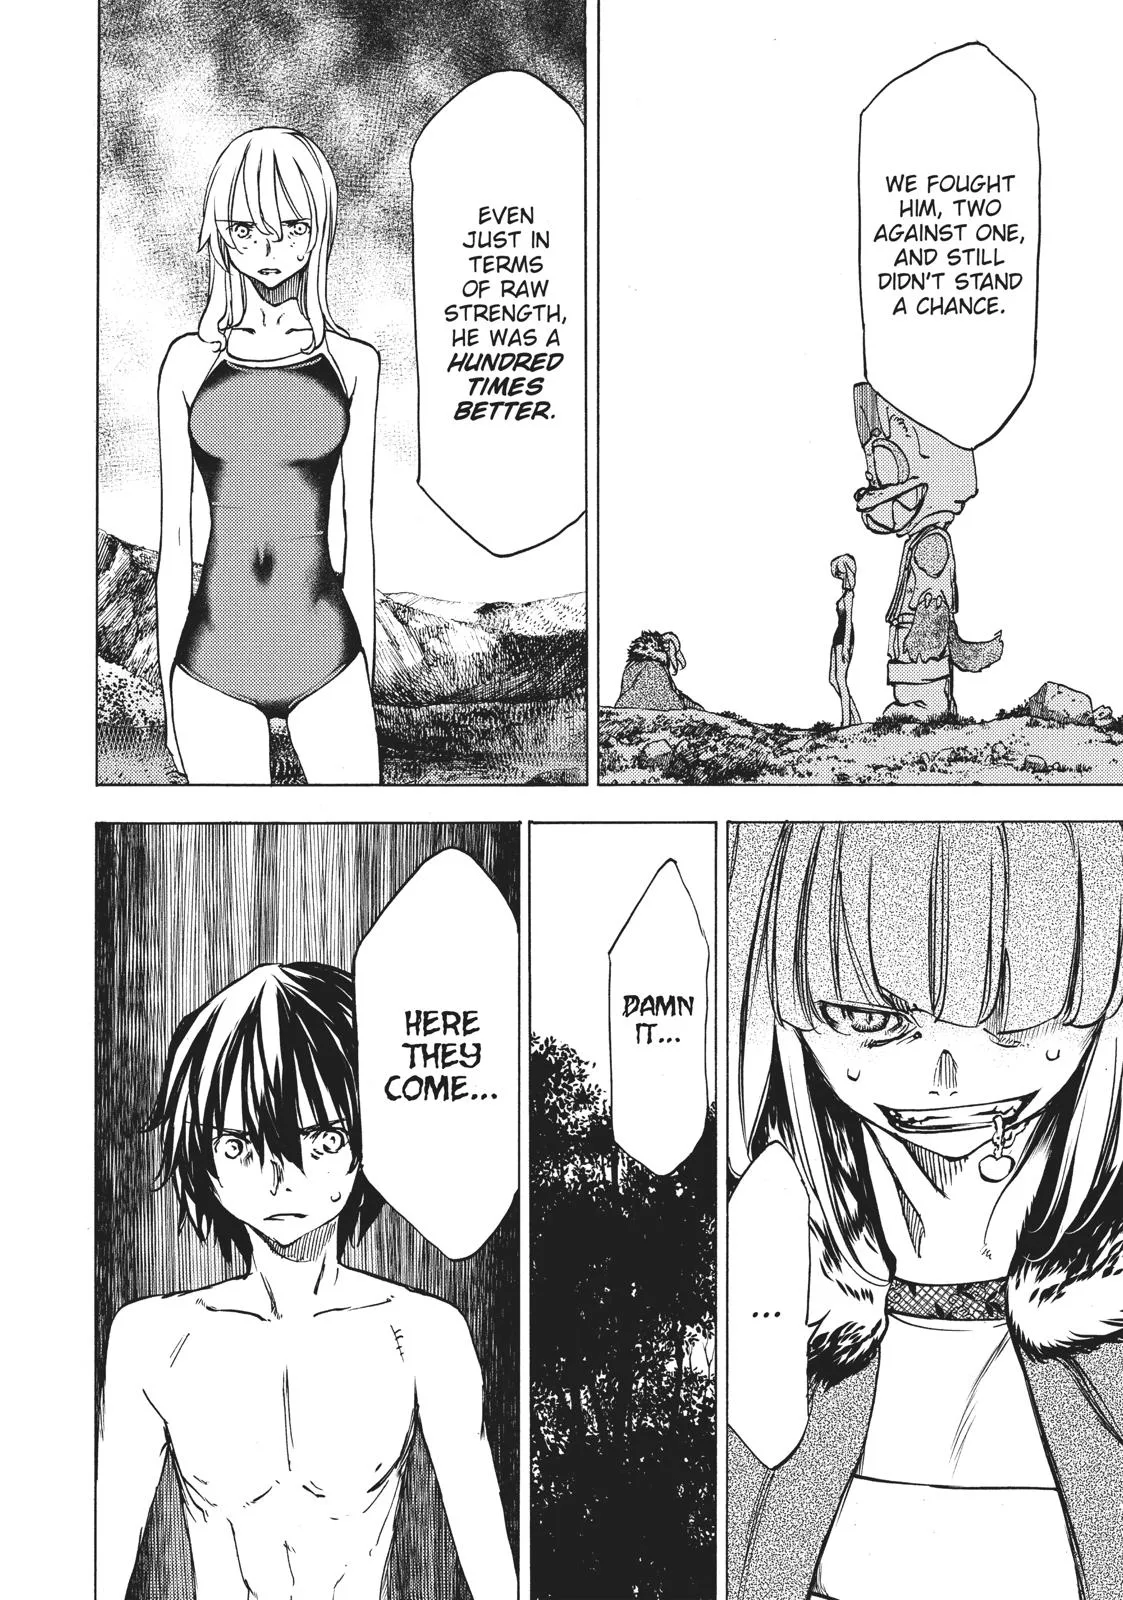 WE FOUGHT
HIM, TWO
AGAINST ONE,
AND STILL
DIDN'T STAND
A CHANCE.
EVEN
JUST IN
TERMS
OF RAW
STRENGTH,
HE WAS A
HUNDRED
TIMES
BETTER.
...
DAMN
IT...
HERE
THEY
COME...